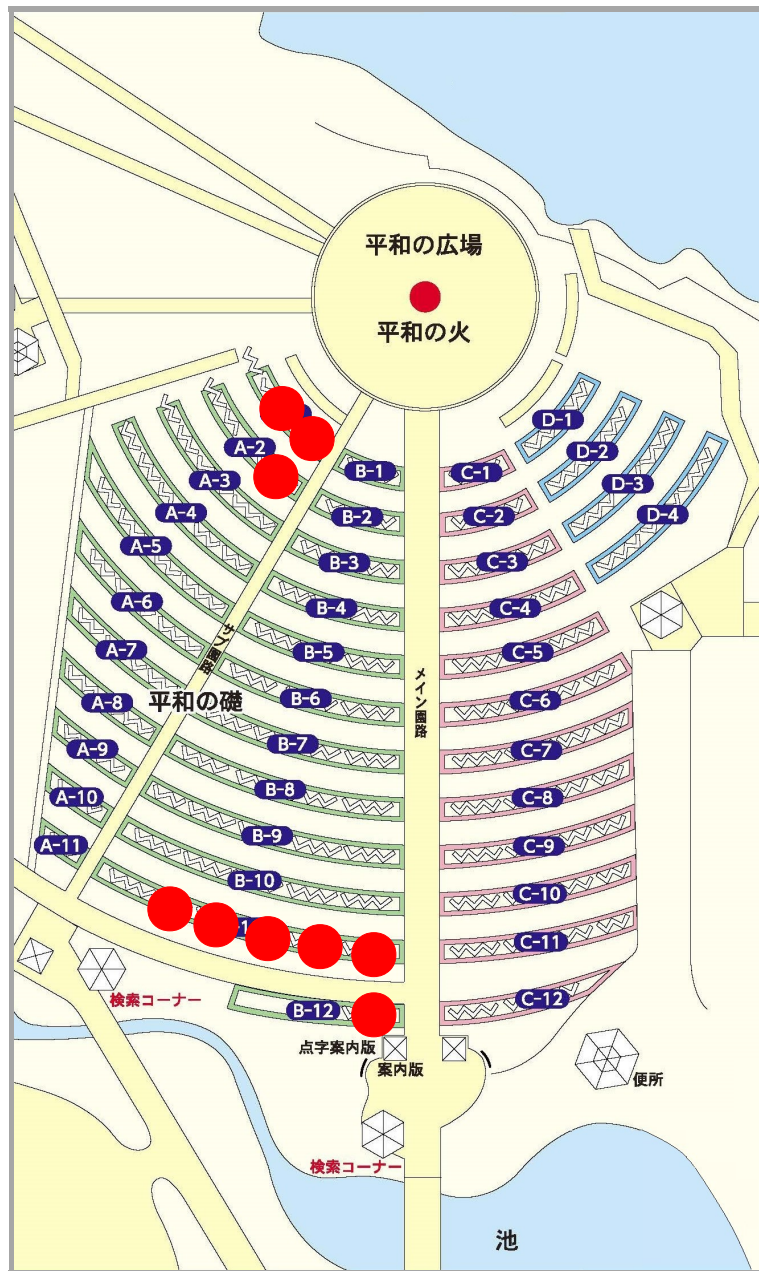 平和の広場
平和の火
D-1
A-2
D-2
B-1
C-1
A-3
D-3
A-4
B-2
C-2
D-4
A-5
B-3
C-3
A-6
B-4
C-4
サブ園路
A-7
B-5
C-5
メイン園路
平和の礎
A-8
B-6
C-6
A-9
B-7
C-7
A-10
B-8
C-8
A-11
B-9
C-9
B-10
C-10
C-11
検索コーナー
B-12
C-12
点字案内版
案内版
便所
検索コーナー
池